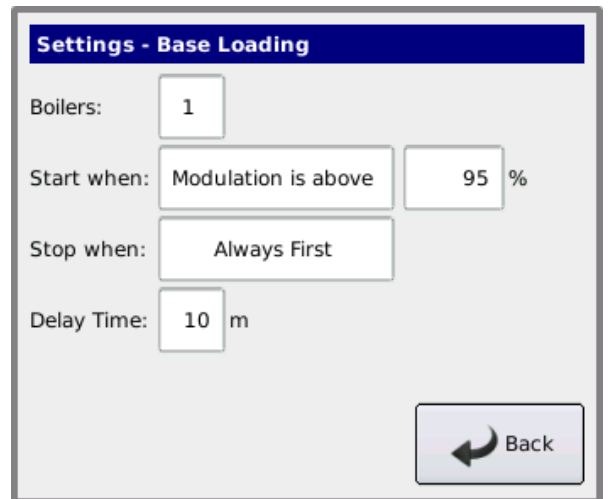 Settings - Base Loading
Boilers: 1
Start when: Modulation is above 95 %
Stop when: Always First
Delay Time: 10 m
Back